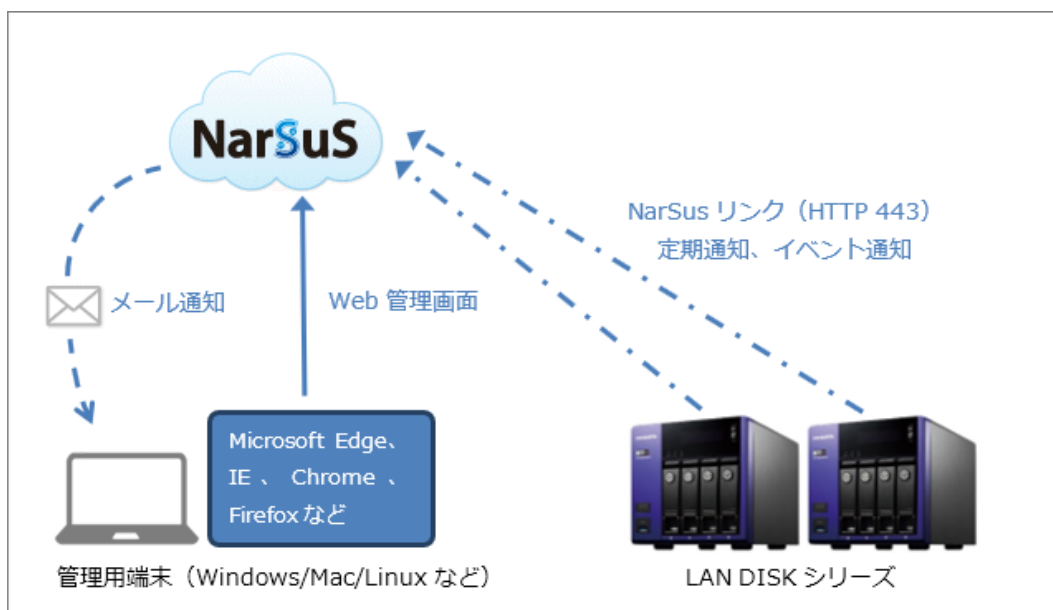 NarSuS
NarSus リンク（HTTP 443）
定期通知、イベント通知
メール通知
Web 管理画面
Microsoft Edge、
IE 、 Chrome 、
Firefox など
管理用端末（Windows/Mac/Linux など）
LAN DISK シリーズ